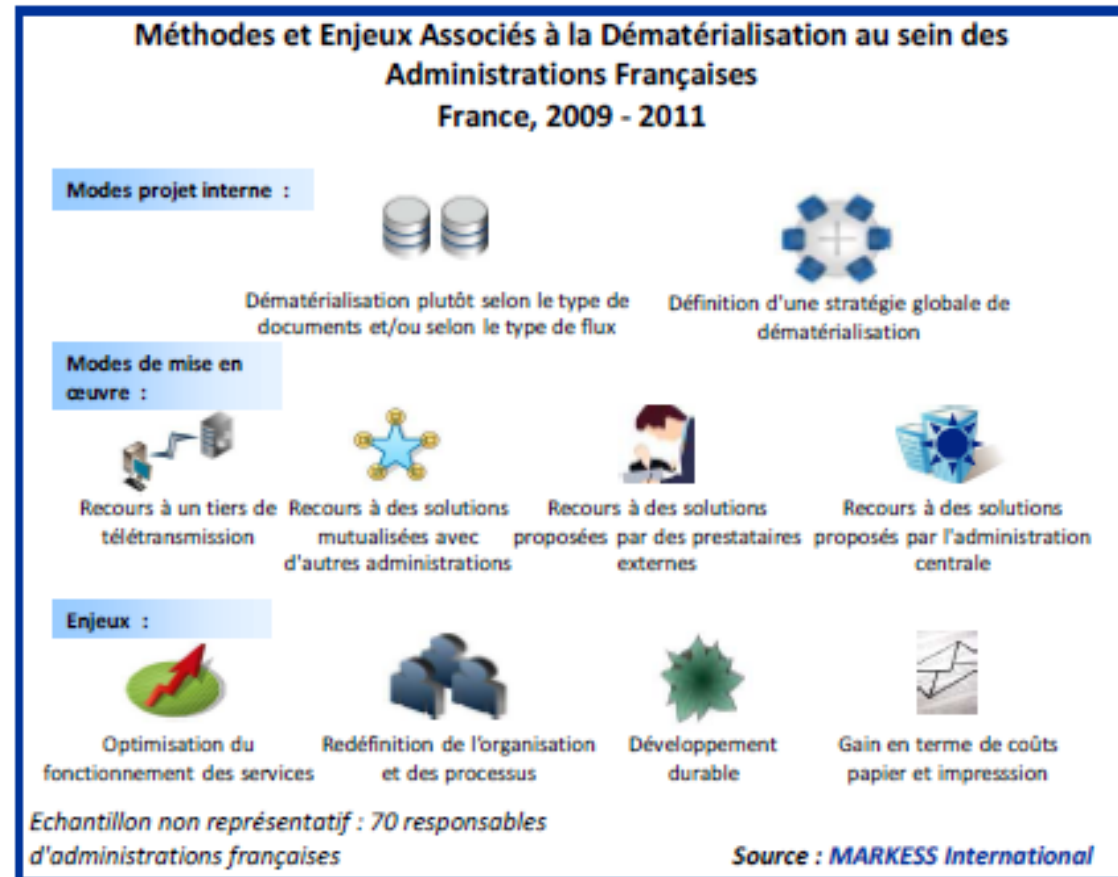 Méthodes et Enjeux Associés à la Dématérialisation au sein des
Administrations Françaises
France, 2009 - 2011
Modes projet interne :
Dématérialisation plutôt selon le type de
documents et/ou selon le type de flux
Définition d'une stratégie globale de
dématérialisation
Modes de mise en
œuvre :
Recours à un tiers de
télétransmission
Recours à des solutions
mutualisées avec
d'autres administrations
Recours à des solutions
proposées par des prestataires
externes
Recours à des solutions
proposés par l'administration
centrale
Enjeux :
Optimisation du
fonctionnement des services
Redéfinition de l'organisation
et des processus
Développement
durable
Gain en terme de coûts
papier et impresssion
Echantillon non représentatif : 70 responsables
d'administrations françaises
Source : MARKESS International